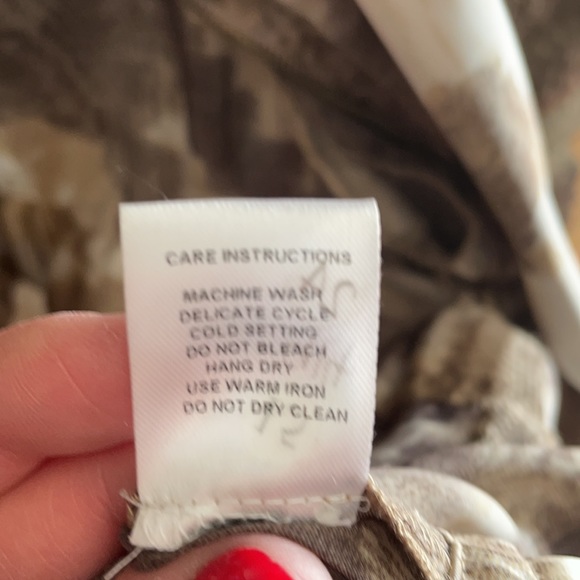 CARE INSTRUCTIONS
MACHINE WASH
DELICATE CYCLE
COLD SETTING
DO NOT BLEACH
HANG DRY
USE WARM IRON
DO NOT DRY CLEAN